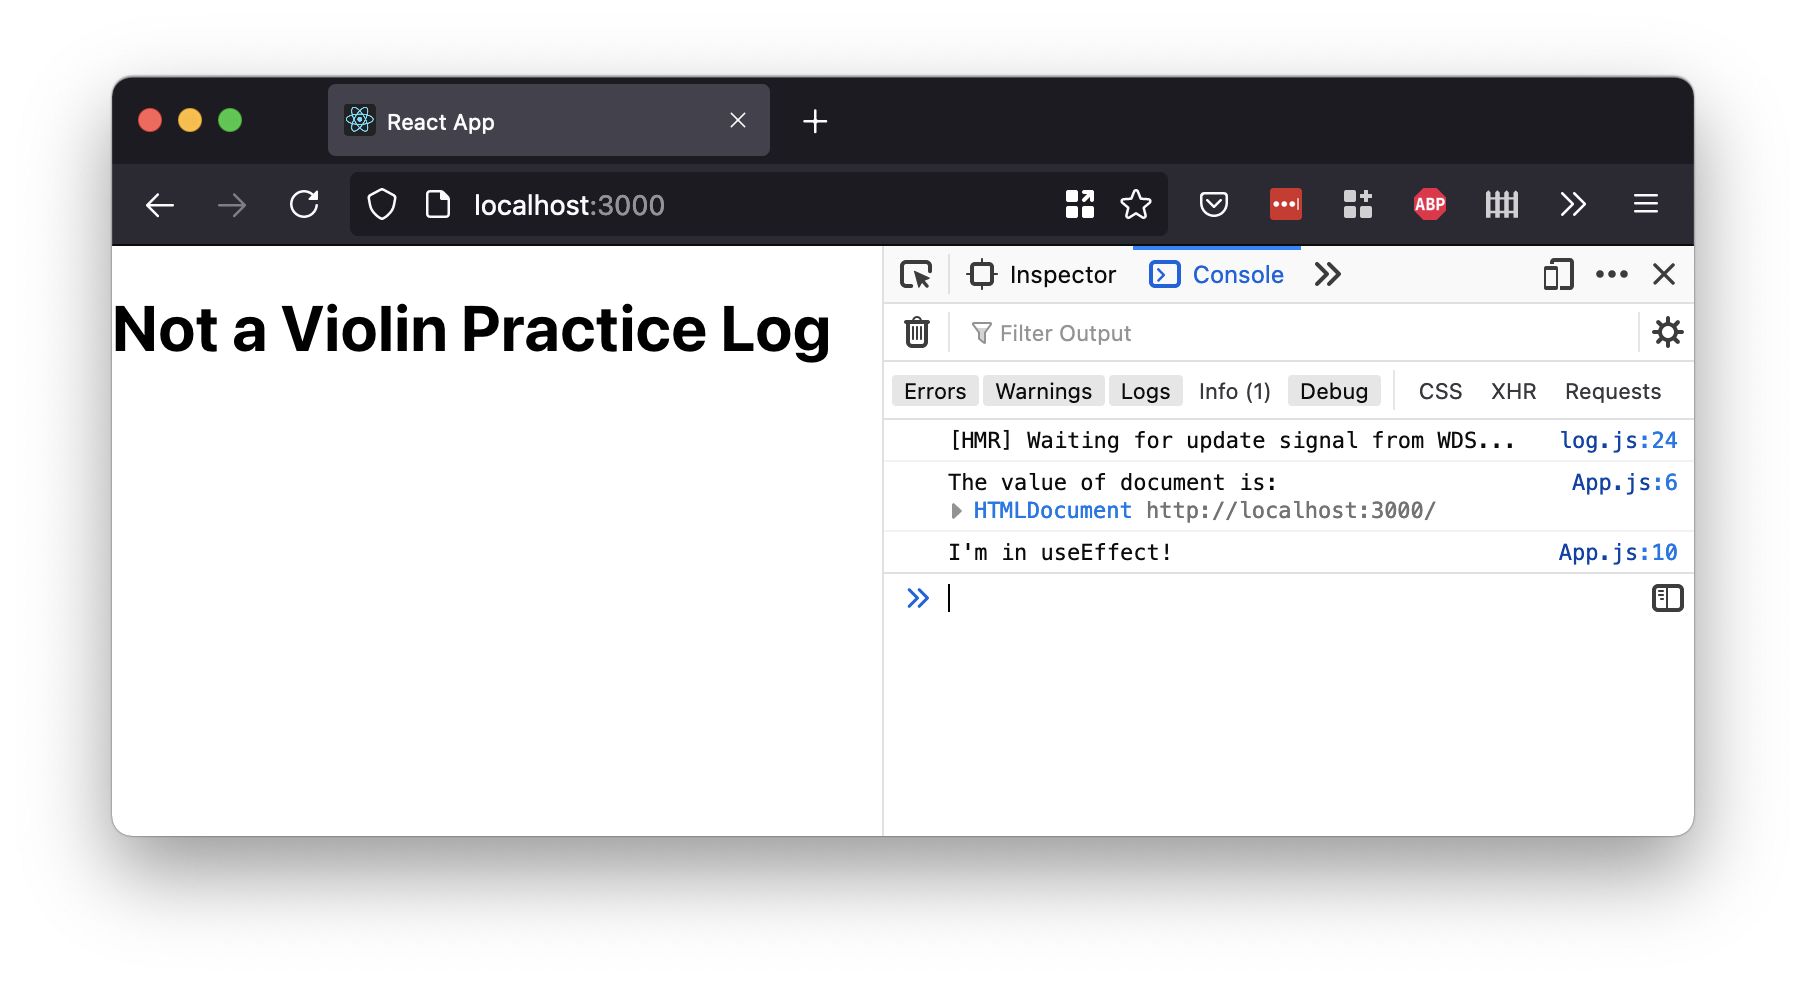 React App
localhost:3000
ABP
Not a Violin Practice Log
Inspector
Console
Filter Output
Errors Warnings Logs Info (1) Debug CSS XHR Requests
[HMR] Waiting for update signal from WDS... log.js:24
The value of document is: App.js:6
HTMLDocument http://localhost:3000/
I'm in useEffect! App.js:10